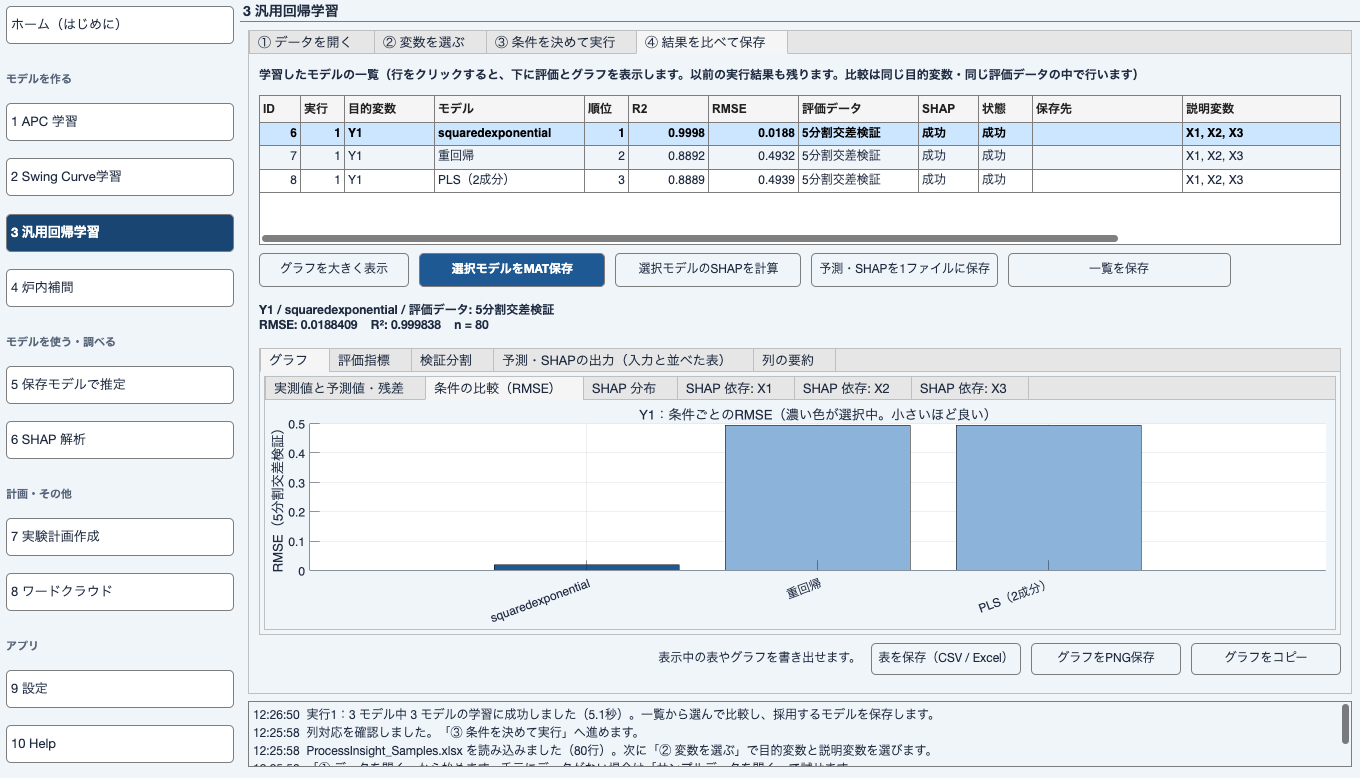 ホーム（はじめに）
モデルを作る
1 APC 学習
2 Swing Curve学習
3 汎用回帰学習
4 炉内補間
モデルを使う・調べる
5 保存モデルで推定
6 SHAP 解析
計画・その他
7 実験計画作成
8 ワードクラウド
アプリ
9 設定
10 Help
3 汎用回帰学習
① データを開く ② 変数を選ぶ ③ 条件を決めて実行 ④ 結果を比べて保存
学習したモデルの一覧（行をクリックすると、下に評価とグラフを表示します。以前の実行結果も残ります。比較は同じ目的変数・同じ評価データの中で行います）
ID 実行 目的変数 モデル 順位 R2 RMSE 評価データ SHAP 状態 保存先 説明変数
6 1 Y1 squaredexponential 1 0.9998 0.0188 5分割交差検証 成功 成功 X1, X2, X3
7 1 Y1 重回帰 2 0.8892 0.4932 5分割交差検証 成功 成功 X1, X2, X3
8 1 Y1 PLS（2成分） 3 0.8889 0.4939 5分割交差検証 成功 成功 X1, X2, X3
グラフを大きく表示 選択モデルをMAT保存 選択モデルのSHAPを計算 予測・SHAPを1ファイルに保存 一覧を保存
Y1 / squaredexponential / 評価データ: 5分割交差検証
RMSE: 0.0188409 R²: 0.999838 n = 80
グラフ 評価指標 検証分割 予測・SHAPの出力（入力と並べた表） 列の要約
実測値と予測値・残差 条件の比較（RMSE） SHAP 分布 SHAP 依存: X1 SHAP 依存: X2 SHAP 依存: X3
Y1：条件ごとのRMSE（濃い色が選択中。小さいほど良い）
RMSE（5分割交差検証）
0.5
0.4
0.3
0.2
0.1
0
squaredexponential 重回帰 PLS（2成分）
表示中の表やグラフを書き出せます。 表を保存（CSV / Excel） グラフをPNG保存 グラフをコピー
12:26:50 実行1：3 モデル中 3 モデルの学習に成功しました（5.1秒）。一覧から選んで比較し、採用するモデルを保存します。
12:25:58 列対応を確認しました。「③ 条件を決めて実行」へ進めます。
12:25:58 ProcessInsight_Samples.xlsx を読み込みました（80行）。次に「② 変数を選ぶ」で目的変数と説明変数を選びます。